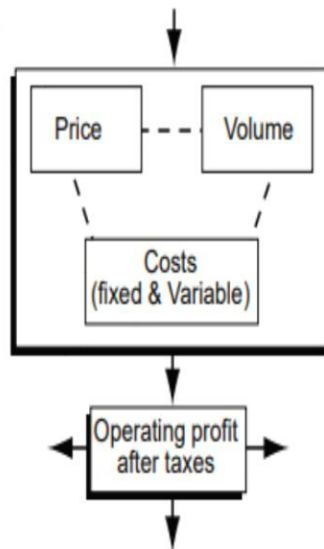 Price
Volume
Costs
(fixed & Variable)
Operating profit
after taxes